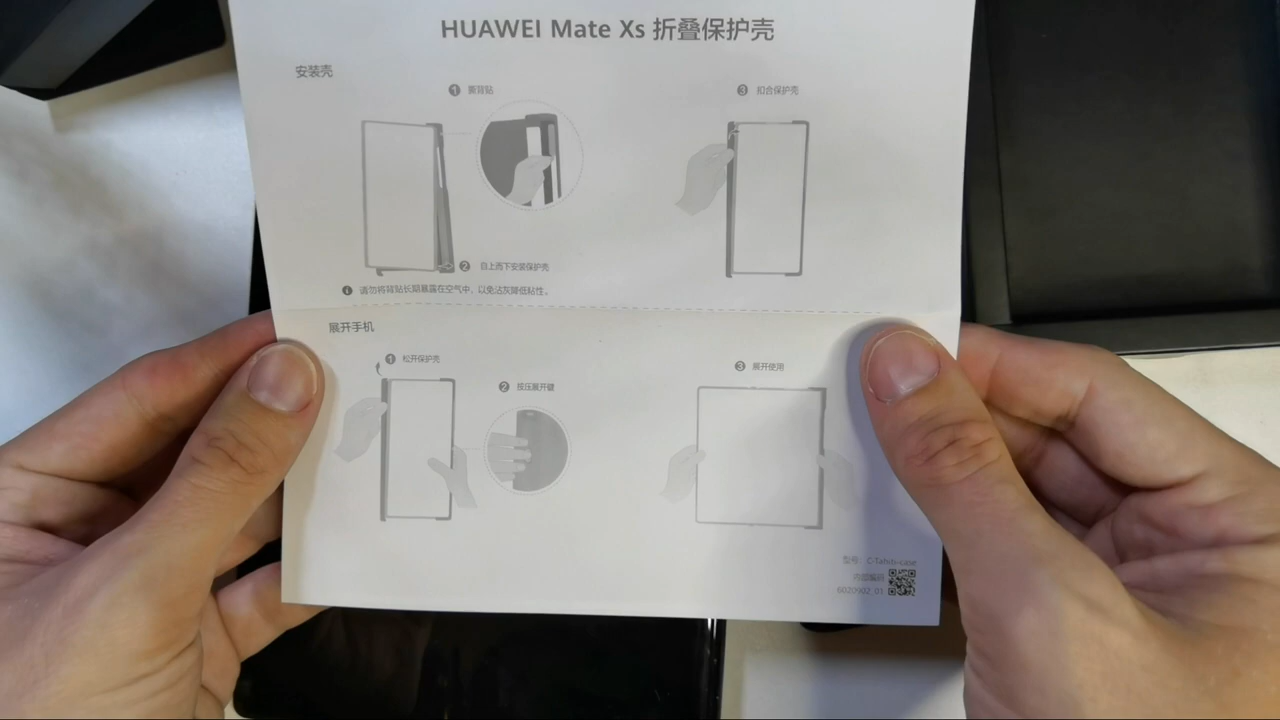 HUAWEI Mate Xs 折叠保护壳
安装壳
1 撕背贴
3 扣合保护壳
2 自上而下安装保护壳
请勿将背贴长期暴露在空气中，以免沾灰降低粘性。
展开手机
1 松开保护壳
2 按压展开键
3 展开使用
型号：C-Tahiti-case
内部编码
6020902_01